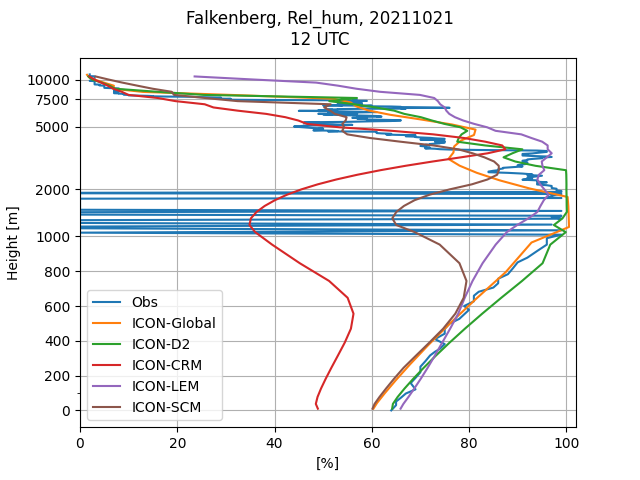 Falkenberg, Rel_hum, 20211021
12 UTC
10000
7500
5000
2000
1000
800
600
400
200
0
Height [m]
Obs
ICON-Global
ICON-D2
ICON-CRM
ICON-LEM
ICON-SCM
0 20 40 60 80 100
[%]